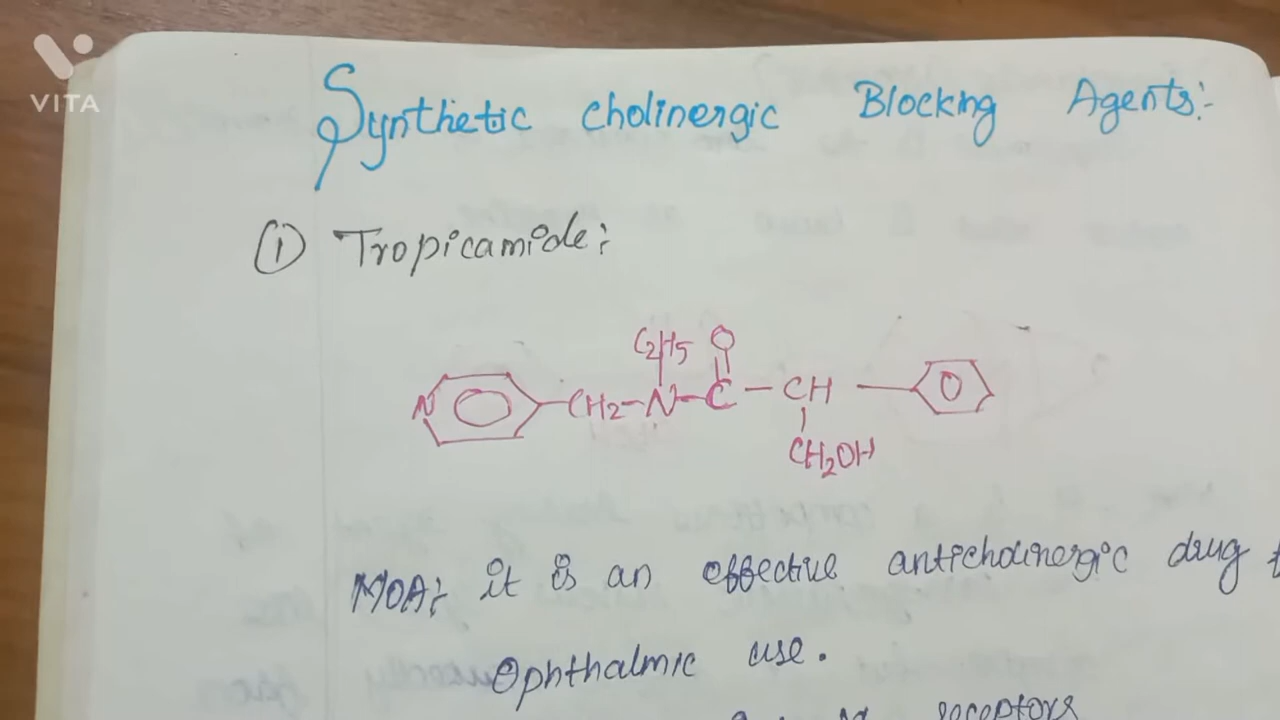 VITA
Synthetic cholinergic Blocking Agents:-
① Tropicamide:
C2H5 O
N CH2-N-C-CH
CH2OH
MOA: it is an effective anticholinergic drug
Ophthalmic use.
receptors